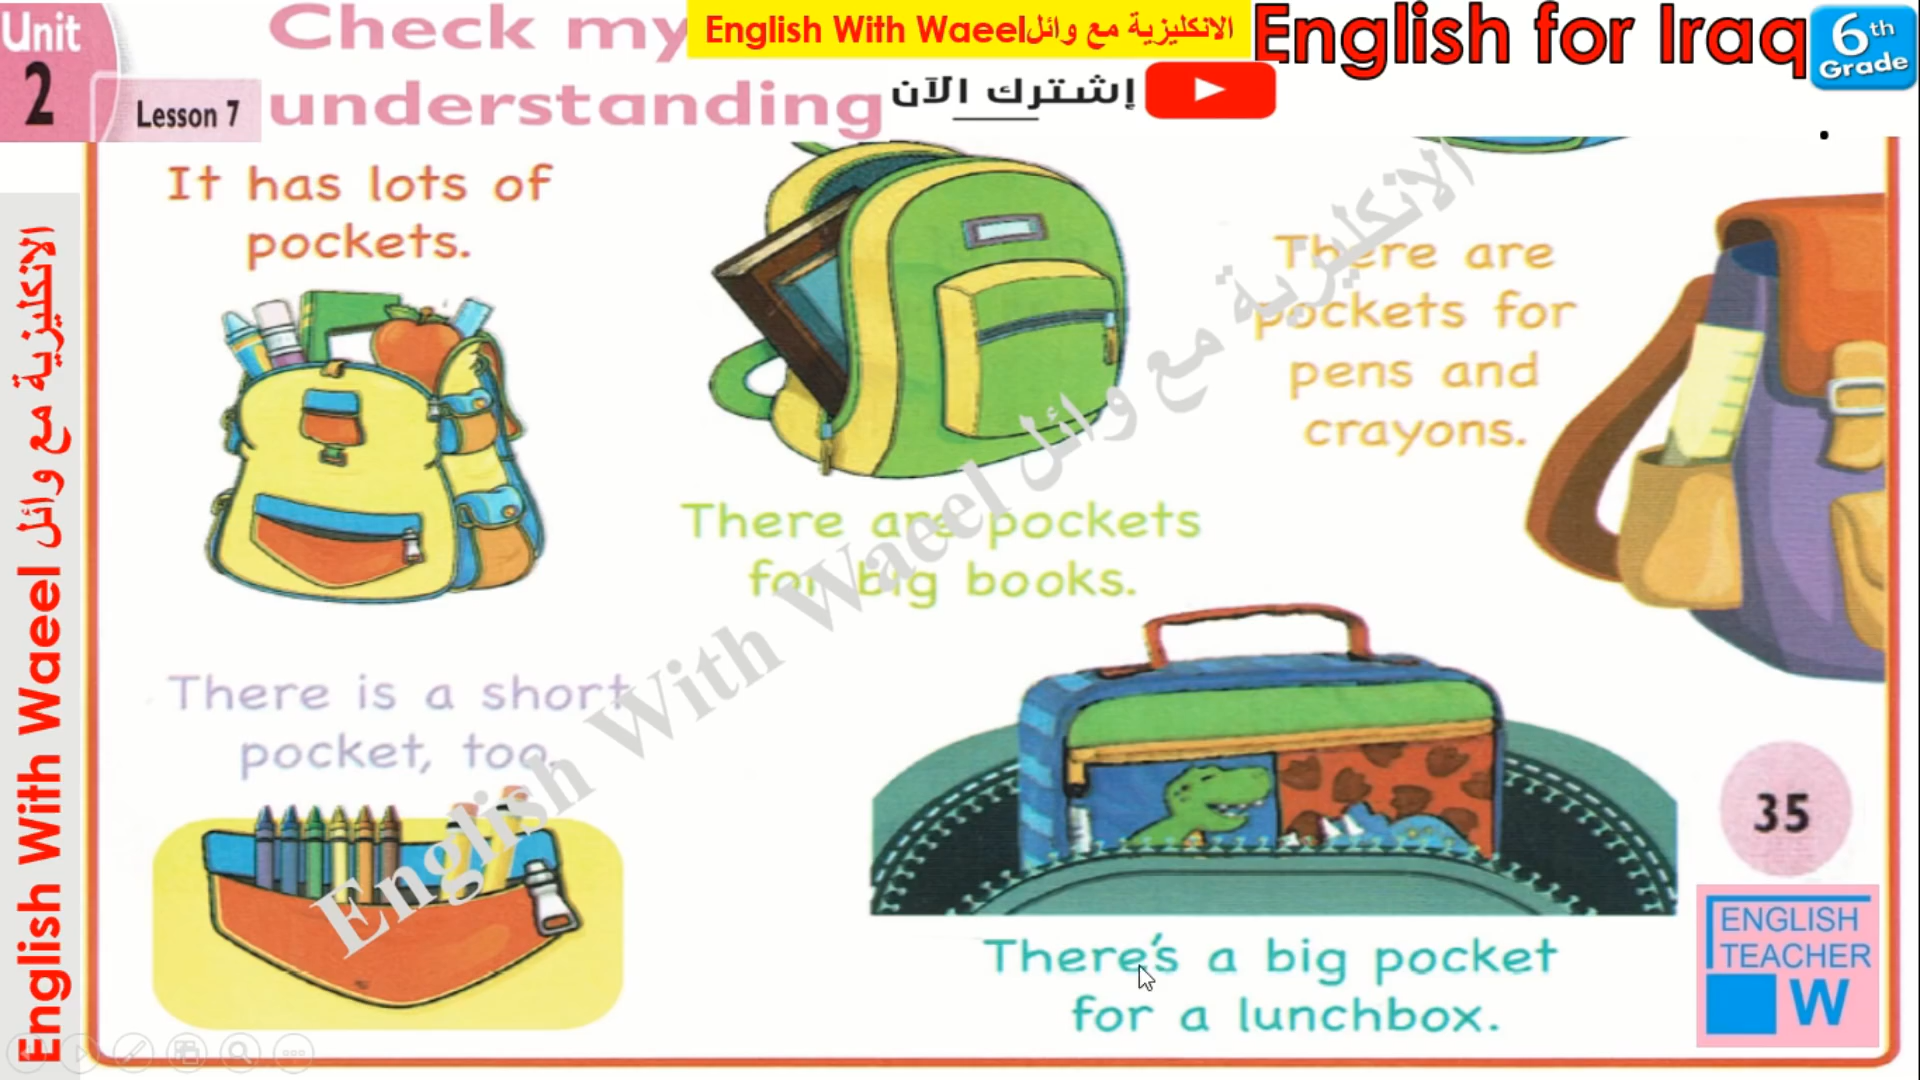 Unit
2
Lesson 7
Check my
understanding
English With Waeelالانكليزية مع وائل
إشترك الآن
English for Iraq
6th
Grade
It has lots of
pockets.
There are pockets
for big books.
There are
pockets for
pens and
crayons.
There is a short
pocket, too.
There's a big pocket
for a lunchbox.
35
ENGLISH
TEACHER
W
English With Waeel الانكليزية مع وائل
English With Waeel الانكليزية مع وائل